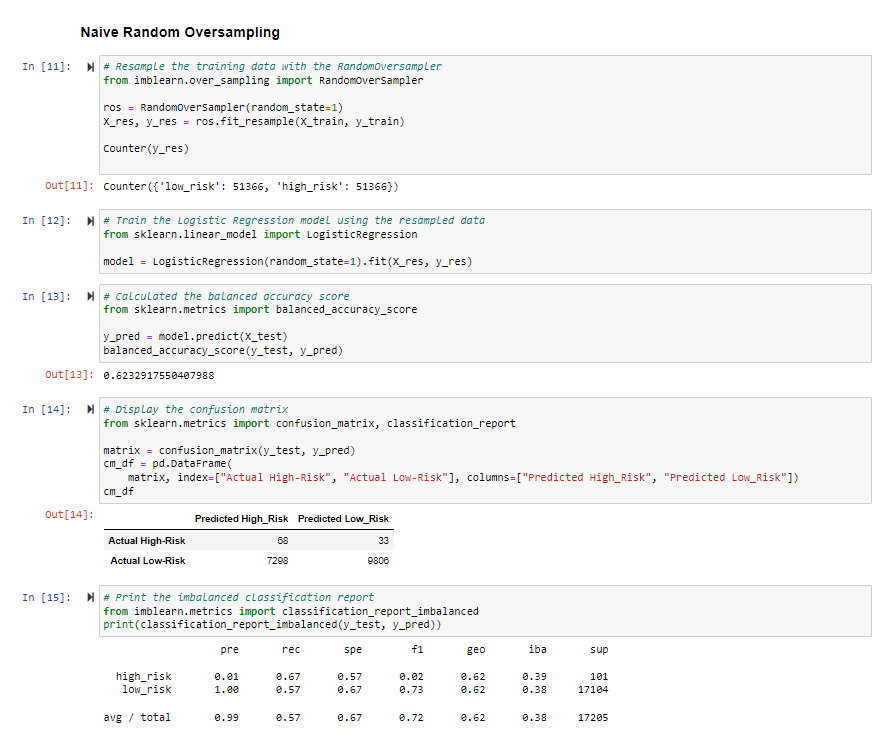 Naive Random Oversampling
In [11]:
# Resample the training data with the RandomOversampler
from imblearn.over_sampling import RandomOverSampler
ros = RandomOverSampler(random_state=1)
X_res, y_res = ros.fit_resample(X_train, y_train)
Counter(y_res)
Out[11]: Counter({'low_risk': 51366, 'high_risk': 51366})
In [12]:
# Train the Logistic Regression model using the resampled data
from sklearn.linear_model import LogisticRegression
model = LogisticRegression(random_state=1).fit(X_res, y_res)
In [13]:
# Calculated the balanced accuracy score
from sklearn.metrics import balanced_accuracy_score
y_pred = model.predict(X_test)
balanced_accuracy_score(y_test, y_pred)
Out[13]: 0.6232917550407988
In [14]:
# Display the confusion matrix
from sklearn.metrics import confusion_matrix, classification_report
matrix = confusion_matrix(y_test, y_pred)
cm_df = pd.DataFrame(
matrix, index=["Actual High-Risk", "Actual Low-Risk"], columns=["Predicted High_Risk", "Predicted Low_Risk"])
cm_df
Out[14]:
Predicted High_Risk Predicted Low_Risk
Actual High-Risk 68 33
Actual Low-Risk 7298 9806
In [15]:
# Print the imbalanced classification report
from imblearn.metrics import classification_report_imbalanced
print(classification_report_imbalanced(y_test, y_pred))
pre rec spe f1 geo iba sup
high_risk 0.01 0.67 0.57 0.02 0.62 0.39 101
low_risk 1.00 0.57 0.67 0.73 0.62 0.38 17104
avg / total 0.99 0.57 0.67 0.72 0.62 0.38 17205